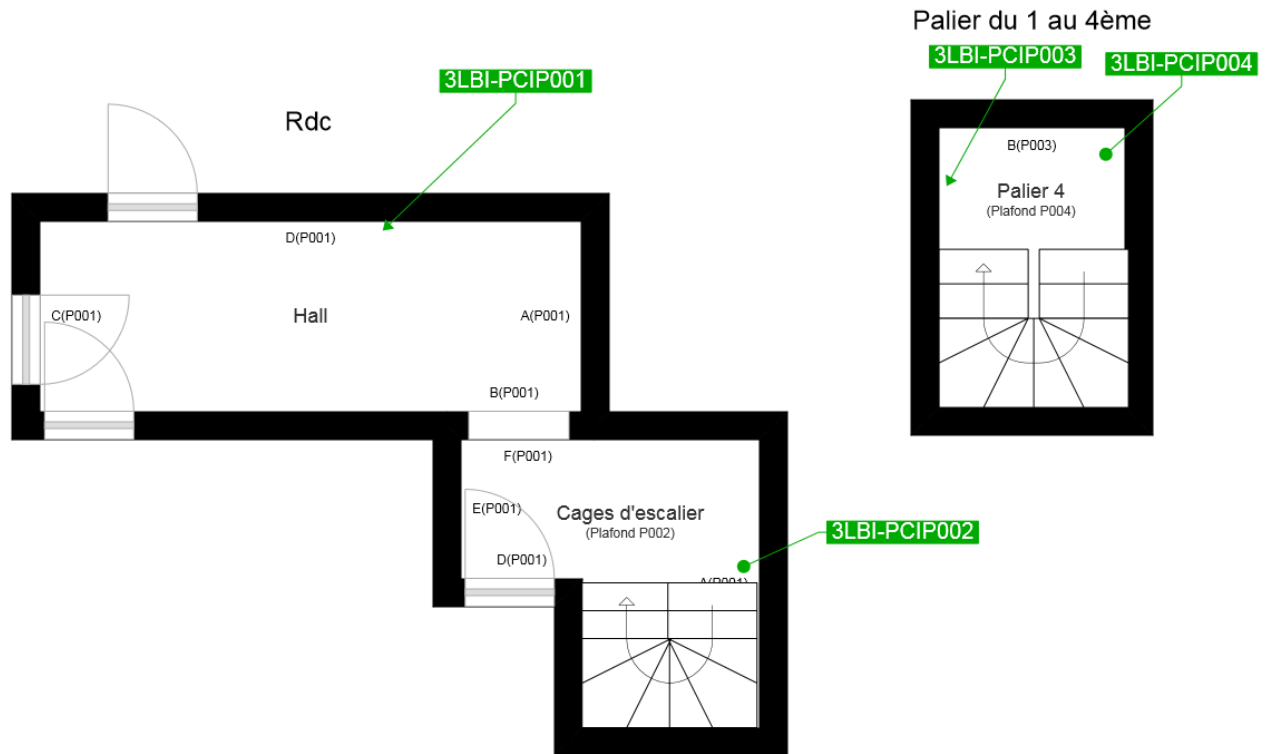 Palier du 1 au 4ème
3LBI-PCIP003
3LBI-PCIP004
3LBI-PCIP001
Rdc
B(P003)
Palier 4
(Plafond P004)
D(P001)
C(P001)
Hall
A(P001)
B(P001)
F(P001)
E(P001)
Cages d'escalier
(Plafond P002)
3LBI-PCIP002
D(P001)
A(P001)